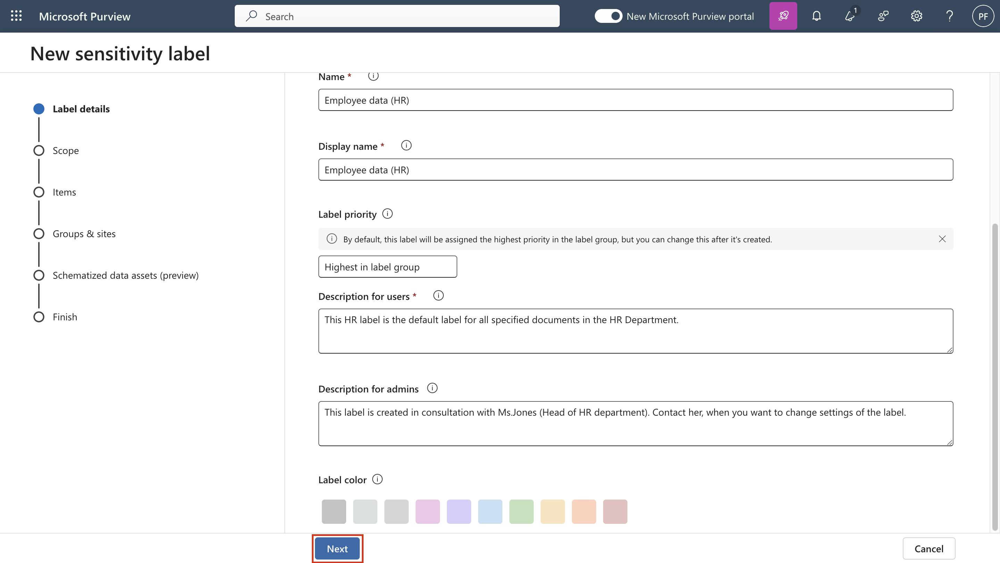 Microsoft Purview
Search
New Microsoft Purview portal
1
PF
New sensitivity label
Label details
Scope
Items
Groups & sites
Schematized data assets (preview)
Finish
Name *
Employee data (HR)
Display name *
Employee data (HR)
Label priority
By default, this label will be assigned the highest priority in the label group, but you can change this after it's created.
Highest in label group
Description for users *
This HR label is the default label for all specified documents in the HR Department.
Description for admins
This label is created in consultation with Ms.Jones (Head of HR department). Contact her, when you want to change settings of the label.
Label color
Next
Cancel